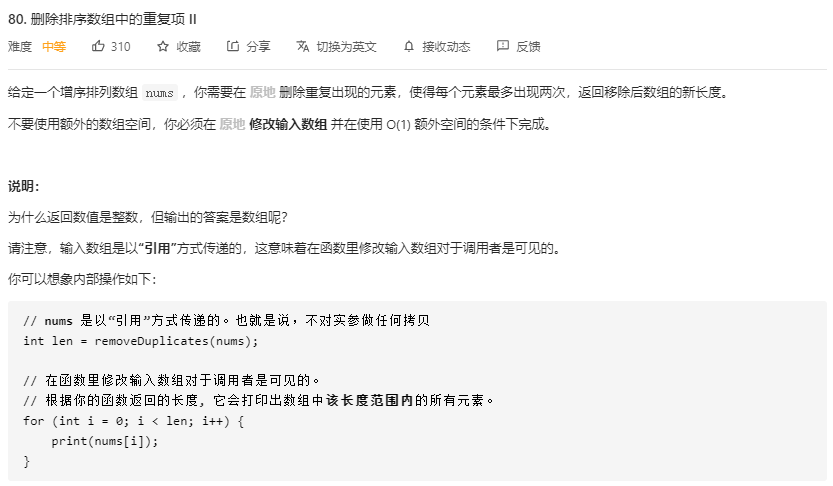 80. 删除排序数组中的重复项 II
难度 中等 310 收藏 分享 切换为英文 接收动态 反馈
给定一个增序排列数组 nums ，你需要在 原地 删除重复出现的元素，使得每个元素最多出现两次，返回移除后数组的新长度。
不要使用额外的数组空间，你必须在 原地 修改输入数组 并在使用 O(1) 额外空间的条件下完成。
说明：
为什么返回数值是整数，但输出的答案是数组呢？
请注意，输入数组是以“引用”方式传递的，这意味着在函数里修改输入数组对于调用者是可见的。
你可以想象内部操作如下：
// nums 是以“引用”方式传递的。也就是说，不对实参做任何拷贝
int len = removeDuplicates(nums);
// 在函数里修改输入数组对于调用者是可见的。
// 根据你的函数返回的长度, 它会打印出数组中该长度范围内的所有元素。
for (int i = 0; i < len; i++) {
    print(nums[i]);
}